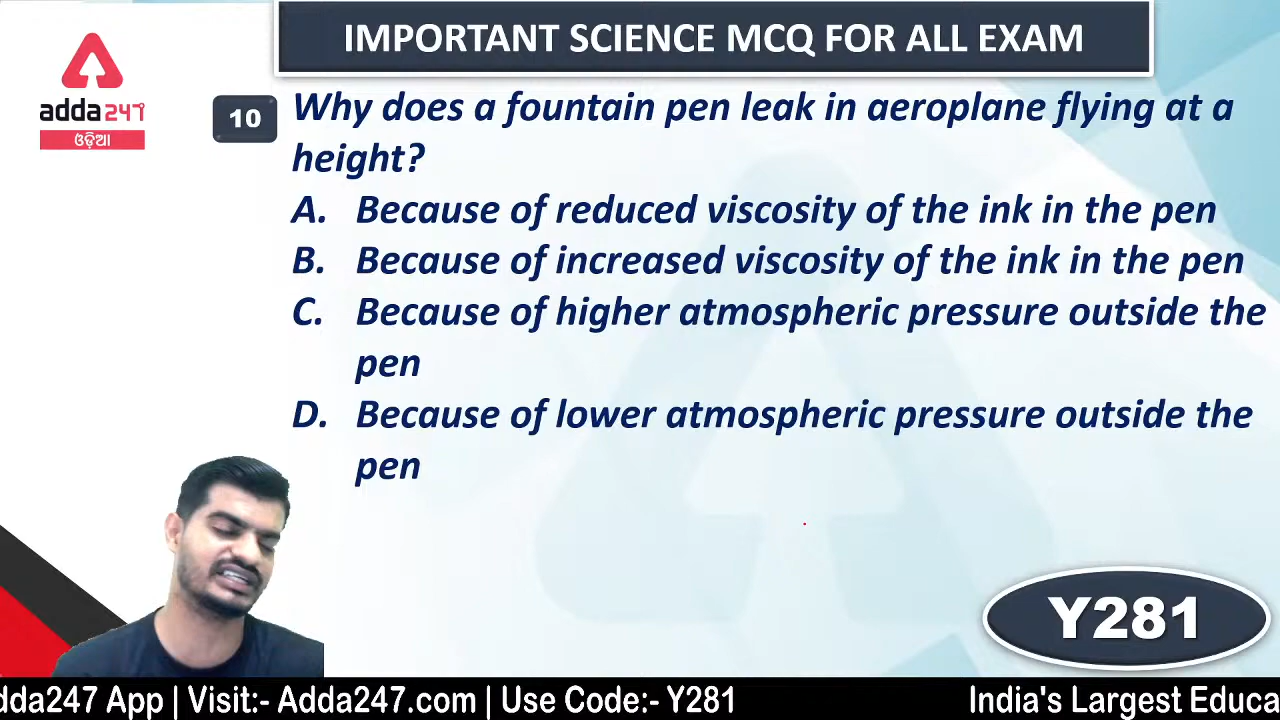 IMPORTANT SCIENCE MCQ FOR ALL EXAM
adda247
ଓଡ଼ିଆ
10
Why does a fountain pen leak in aeroplane flying at a
height?
A. Because of reduced viscosity of the ink in the pen
B. Because of increased viscosity of the ink in the pen
C. Because of higher atmospheric pressure outside the
pen
D. Because of lower atmospheric pressure outside the
pen
Y281
dda247 App | Visit:- Adda247.com | Use Code:- Y281 India's Largest Educa